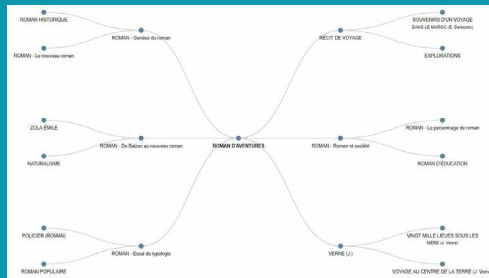 ROMAN HISTORIQUE
SOUVENIRS D'UN VOYAGE
DANS LE MAROC (E. Delacroix)
ROMAN - Genèse du roman
RÉCIT DE VOYAGE
ROMAN - Le nouveau roman
EXPLORATIONS
ZOLA ÉMILE
ROMAN - Le personnage de roman
ROMAN - De Balzac au nouveau roman
ROMAN D'AVENTURES
ROMAN - Roman et société
NATURALISME
ROMAN D'ÉDUCATION
POLICIER (ROMAN)
VINGT MILLE LIEUES SOUS LES
MERS (J. Verne)
ROMAN - Essai de typologie
VERNE (J.)
ROMAN POPULAIRE
VOYAGE AU CENTRE DE LA TERRE (J. Vern